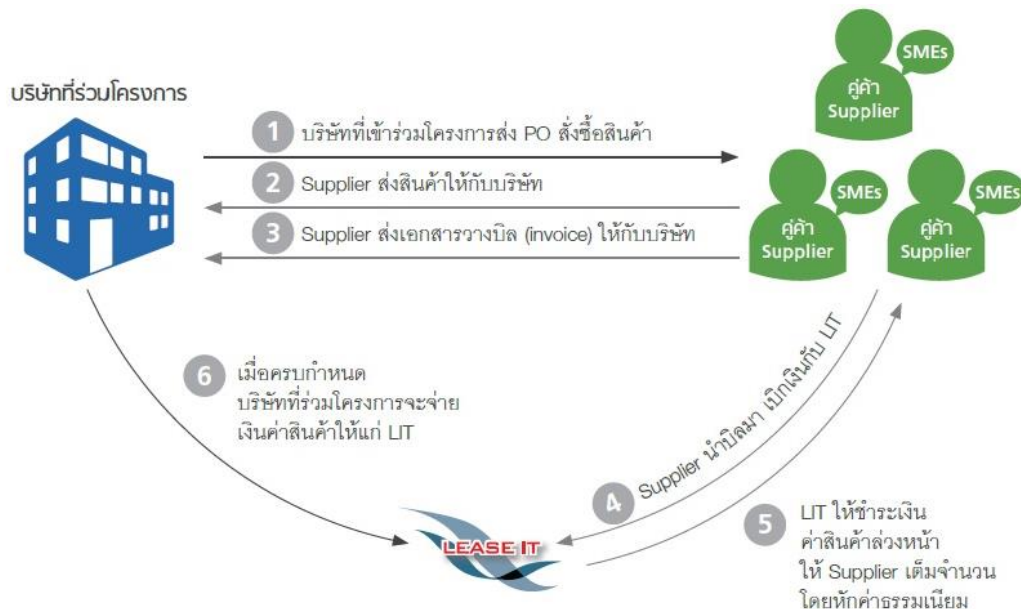 SMEs
คู่ค้า
Supplier
บริษัทที่ร่วมโครงการ
1 บริษัทที่เข้าร่วมโครงการส่ง PO สั่งซื้อสินค้า
2 Supplier ส่งสินค้าให้กับบริษัท
3 Supplier ส่งเอกสารวางบิล (invoice) ให้กับบริษัท
SMEs
คู่ค้า
Supplier
SMEs
คู่ค้า
Supplier
6 เมื่อครบกำหนด
บริษัทที่ร่วมโครงการจะจ่าย
เงินค่าสินค้าให้แก่ LIT
4 Supplier นำบิลมา เบิกเงินกับ LIT
5 LIT ให้ชำระเงิน
ค่าสินค้าล่วงหน้า
ให้ Supplier เต็มจำนวน
โดยหักค่าธรรมเนียม
LEASE IT